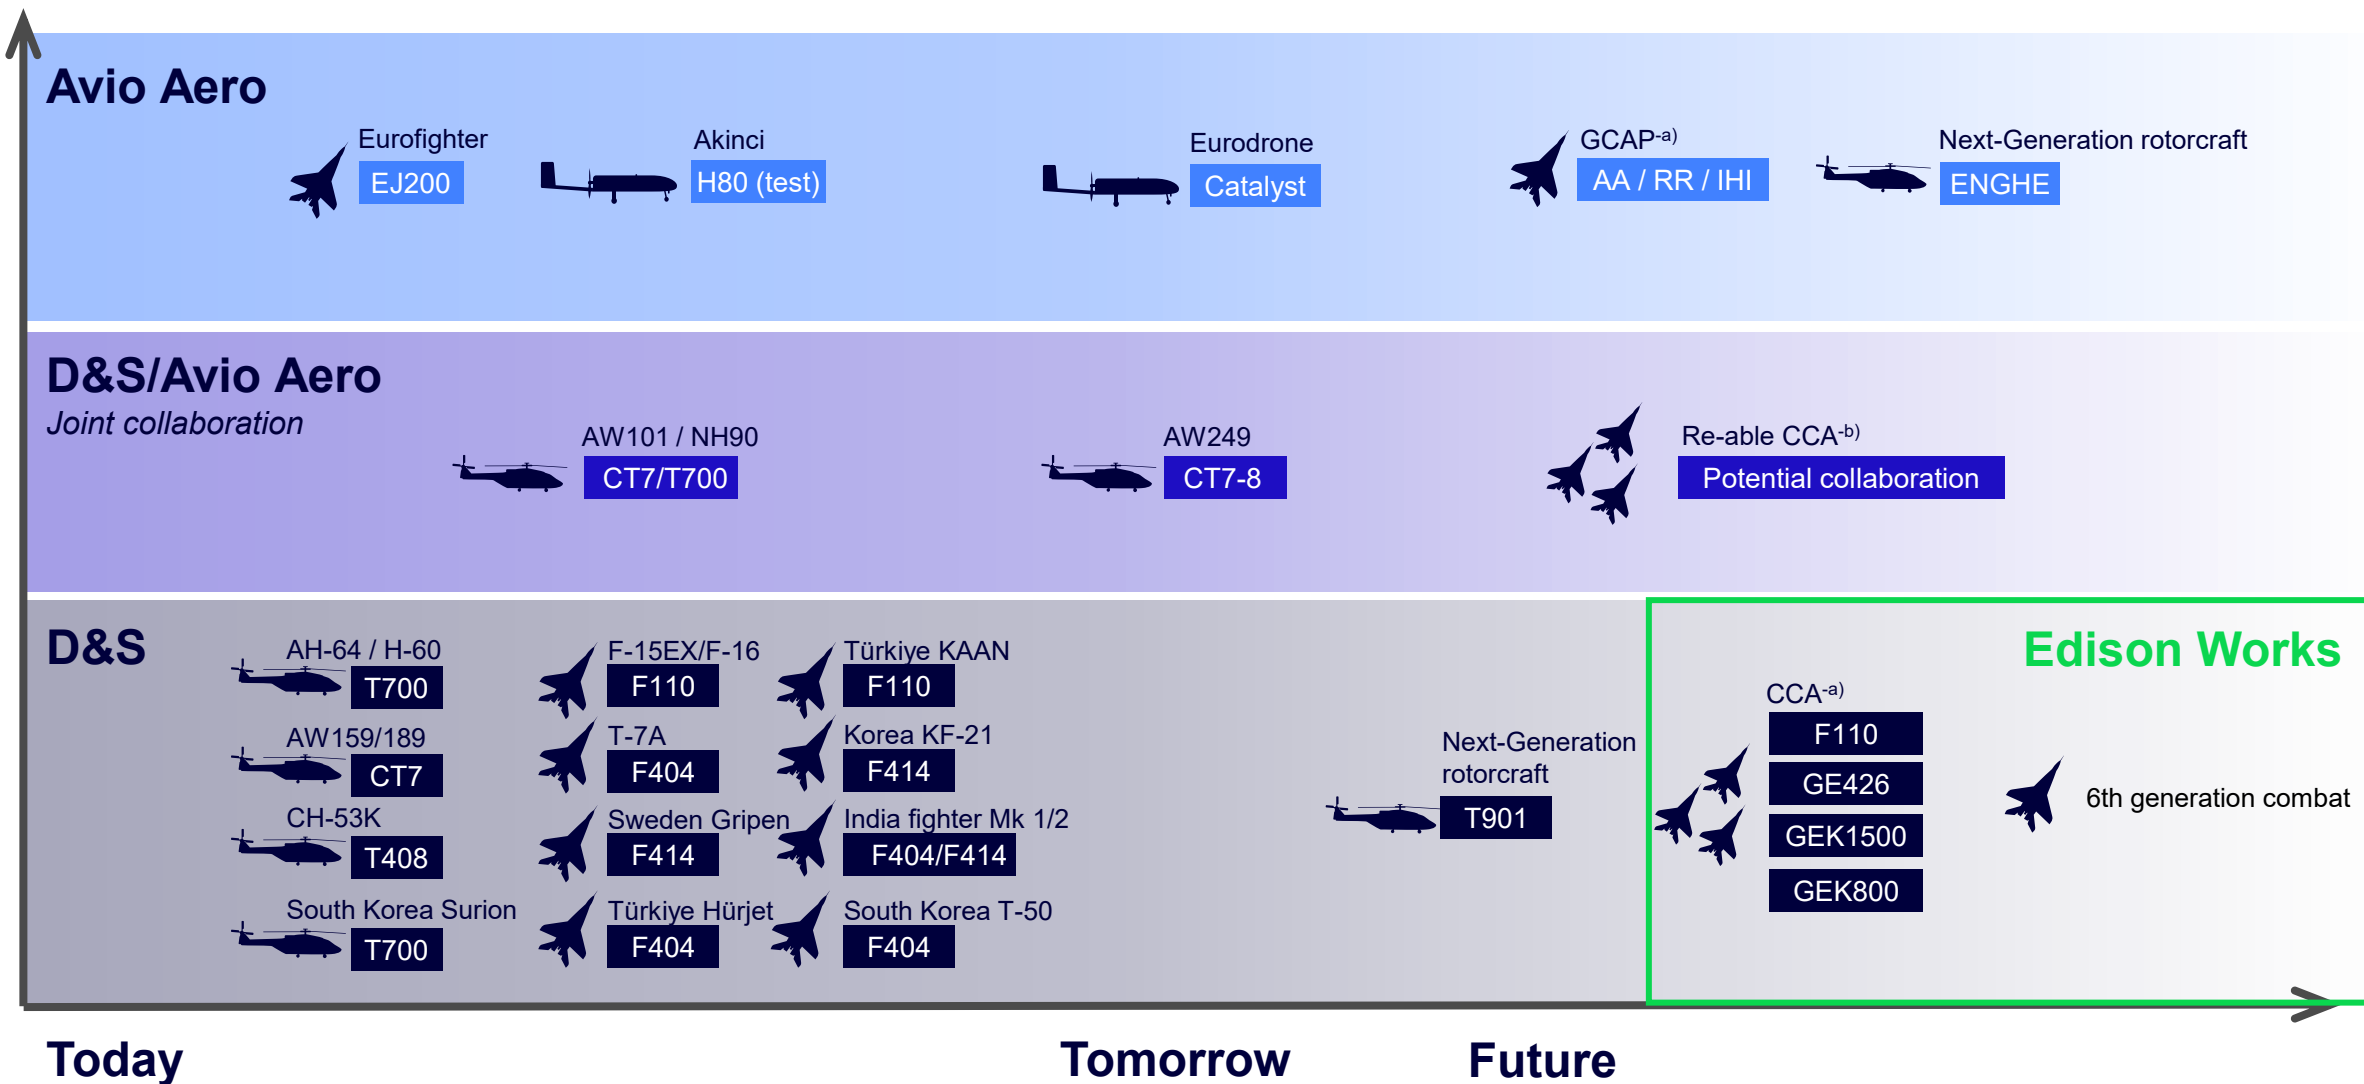 Avio Aero
Eurofighter
EJ200
Akinci
H80 (test)
Eurodrone
Catalyst
GCAP-a)
AA / RR / IHI
Next-Generation rotorcraft
ENGHE
D&S/Avio Aero
Joint collaboration
AW101 / NH90
CT7/T700
AW249
CT7-8
Re-able CCA-b)
Potential collaboration
D&S
AH-64 / H-60
T700
AW159/189
CT7
CH-53K
T408
South Korea Surion
T700
F-15EX/F-16
F110
T-7A
F404
Sweden Gripen
F414
Türkiye Hürjet
F404
Türkiye KAAN
F110
Korea KF-21
F414
India fighter Mk 1/2
F404/F414
South Korea T-50
F404
Next-Generation
rotorcraft
T901
Edison Works
CCA-a)
F110
GE426
GEK1500
GEK800
6th generation combat
Today
Tomorrow
Future